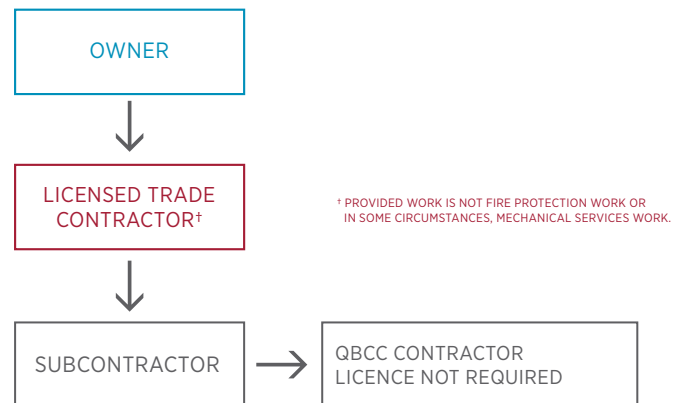 OWNER
LICENSED TRADE
CONTRACTOR†
† PROVIDED WORK IS NOT FIRE PROTECTION WORK OR
IN SOME CIRCUMSTANCES, MECHANICAL SERVICES WORK.
SUBCONTRACTOR
QBCC CONTRACTOR
LICENCE NOT REQUIRED